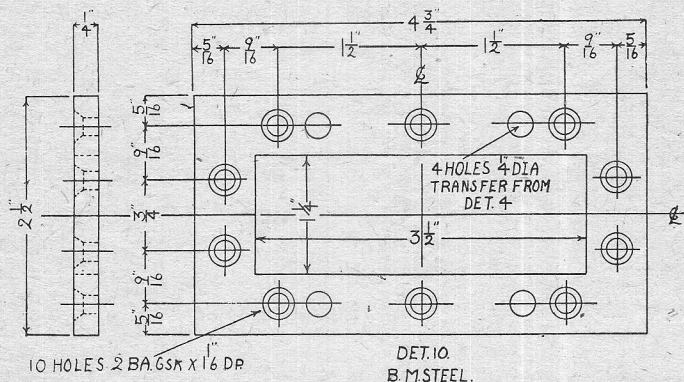 1/4"
4 3/4"
5/16" 9/16" 1 1/2" 1 1/2" 9/16" 5/16"
℄
5/16"
9/16
3/4"
9/16
5/16
2 1/2"
4 HOLES 1/4" DIA
TRANSFER FROM
DET. 4
1 1/4"
3 1/2"
℄
10 HOLES 2 BA. CSK X 1/16" DP.
DET. 10.
B. M. STEEL.